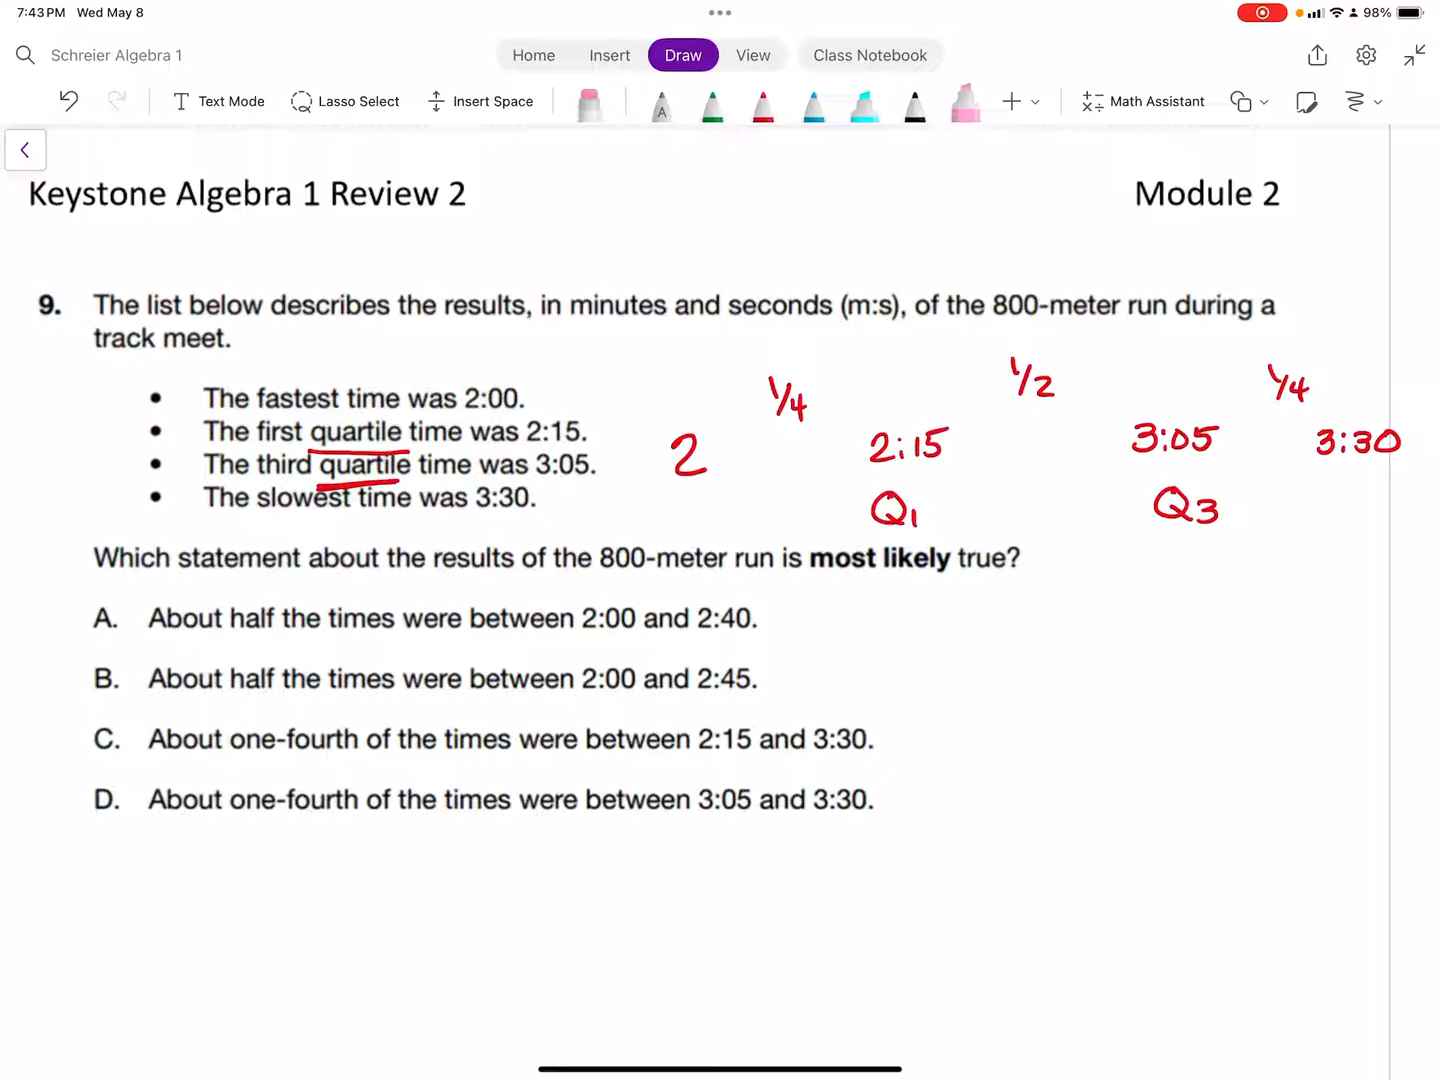 7:43 PM Wed May 8
98%
Schreier Algebra 1
Home Insert Draw View Class Notebook
Text Mode Lasso Select Insert Space A Math Assistant
Keystone Algebra 1 Review 2 Module 2
9. The list below describes the results, in minutes and seconds (m:s), of the 800-meter run during a
track meet.
• The fastest time was 2:00.
• The first quartile time was 2:15.
• The third quartile time was 3:05.
• The slowest time was 3:30.
1/4 1/2 1/4
2 2:15 3:05 3:30
Q1 Q3
Which statement about the results of the 800-meter run is most likely true?
A. About half the times were between 2:00 and 2:40.
B. About half the times were between 2:00 and 2:45.
C. About one-fourth of the times were between 2:15 and 3:30.
D. About one-fourth of the times were between 3:05 and 3:30.